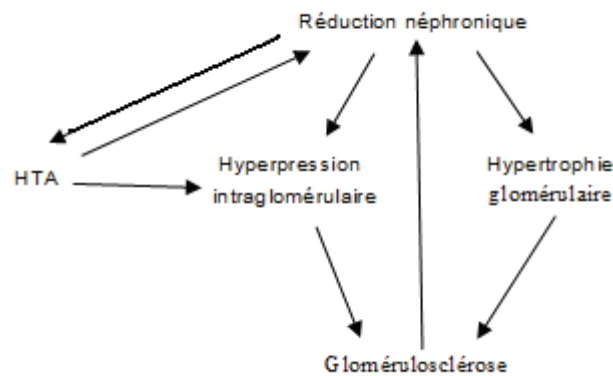 Réduction néphronique
Hyperpression
intraglomérulaire
Hypertrophie
glomérulaire
HTA
Glomérulosclérose